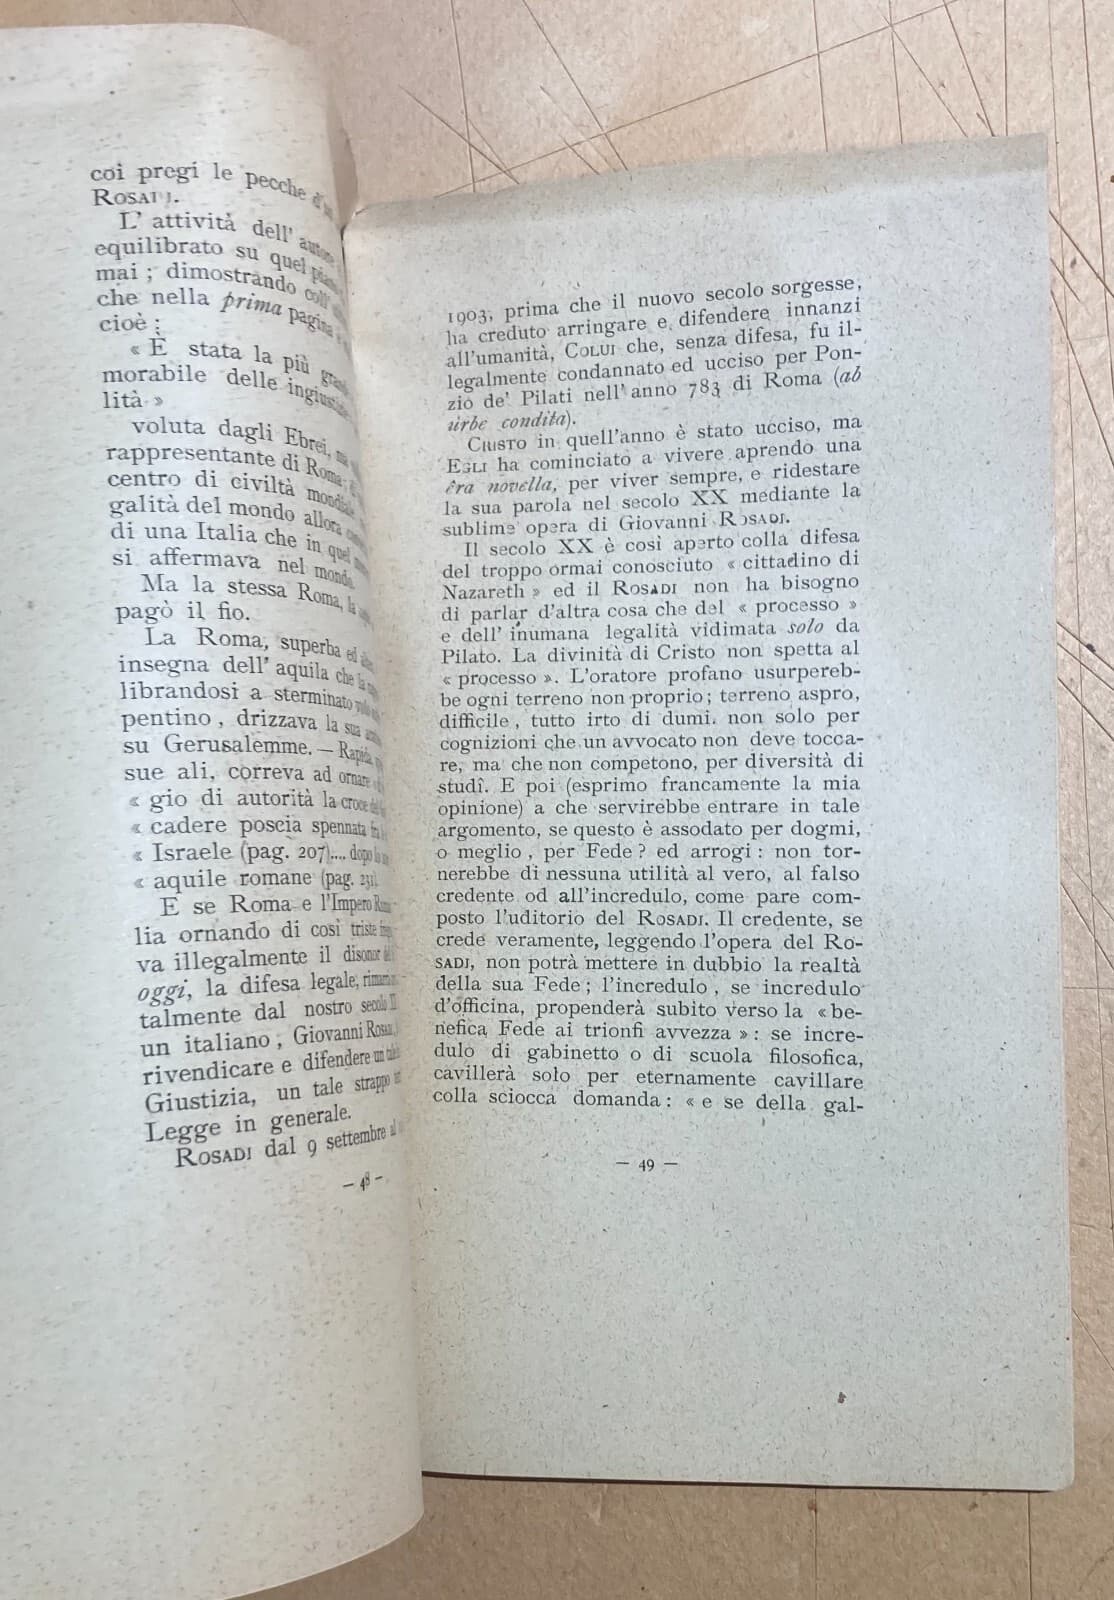 coi pregi le pecche d'un
ROSADI.
L' attività dell' autore
equilibrato su quel
mai ; dimostrando coll'
che nella prima pagina
cioè :
« È stata la più
morabile delle ingiustizie
lità »
voluta dagli Ebrei, ma
rappresentante di Roma
centro di civiltà mondiale
galità del mondo allora
di una Italia che in quel
si affermava nel mondo.
Ma la stessa Roma, la
pagò il fio.
La Roma, superba ed
insegna dell' aquila che la
librandosi a sterminato volo
pentino, drizzava la sua
su Gerusalemme. — Rapida,
sue ali, correva ad ornare
« gio di autorità la croce
« cadere poscia spennata fra
« Israele (pag. 207).... dopo
« aquile romane (pag. 231).
E se Roma e l'Impero
lia ornando di così triste
va illegalmente il disonor
oggi, la difesa legale, 
talmente dal nostro secolo
un italiano, Giovanni Rosadi,
rivendicare e difendere un
Giustizia, un tale strappo
Legge in generale.
ROSADI dal 9 settembre al
— 48 —
1903, prima che il nuovo secolo sorgesse,
ha creduto arringare e difendere innanzi
all'umanità, COLUI che, senza difesa, fu il-
legalmente condannato ed ucciso per Pon-
zio de' Pilati nell'anno 783 di Roma (ab
urbe condita).
CRISTO in quell'anno è stato ucciso, ma
EGLI ha cominciato a vivere aprendo una
êra novella, per viver sempre, e ridestare
la sua parola nel secolo XX mediante la
sublime opera di Giovanni ROSADI.
Il secolo XX è così aperto colla difesa
del troppo ormai conosciuto « cittadino di
Nazareth » ed il ROSADI non ha bisogno
di parlar d'altra cosa che del « processo »
e dell' inumana legalità vidimata solo da
Pilato. La divinità di Cristo non spetta al
« processo ». L'oratore profano usurpereb-
be ogni terreno non proprio ; terreno aspro,
difficile, tutto irto di dumi. non solo per
cognizioni che un avvocato non deve tocca-
re, ma che non competono, per diversità di
studî. E poi (esprimo francamente la mia
opinione) a che servirebbe entrare in tale
argomento, se questo è assodato per dogmi,
o meglio, per Fede ? ed arrogi : non tor-
nerebbe di nessuna utilità al vero, al falso
credente od all'incredulo, come pare com-
posto l'uditorio del ROSADI. Il credente, se
crede veramente, leggendo l'opera del RO-
SADI, non potrà mettere in dubbio la realtà
della sua Fede ; l'incredulo, se incredulo
d'officina, propenderà subito verso la « be-
nefica Fede ai trionfi avvezza » : se incre-
dulo di gabinetto o di scuola filosofica,
cavillerà solo per eternamente cavillare
colla sciocca domanda : « e se della gal-
— 49 —